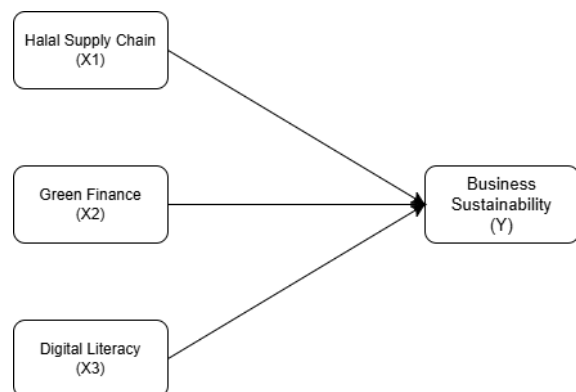 Halal Supply Chain
(X1)
Green Finance
(X2)
Business
Sustainability
(Y)
Digital Literacy
(X3)